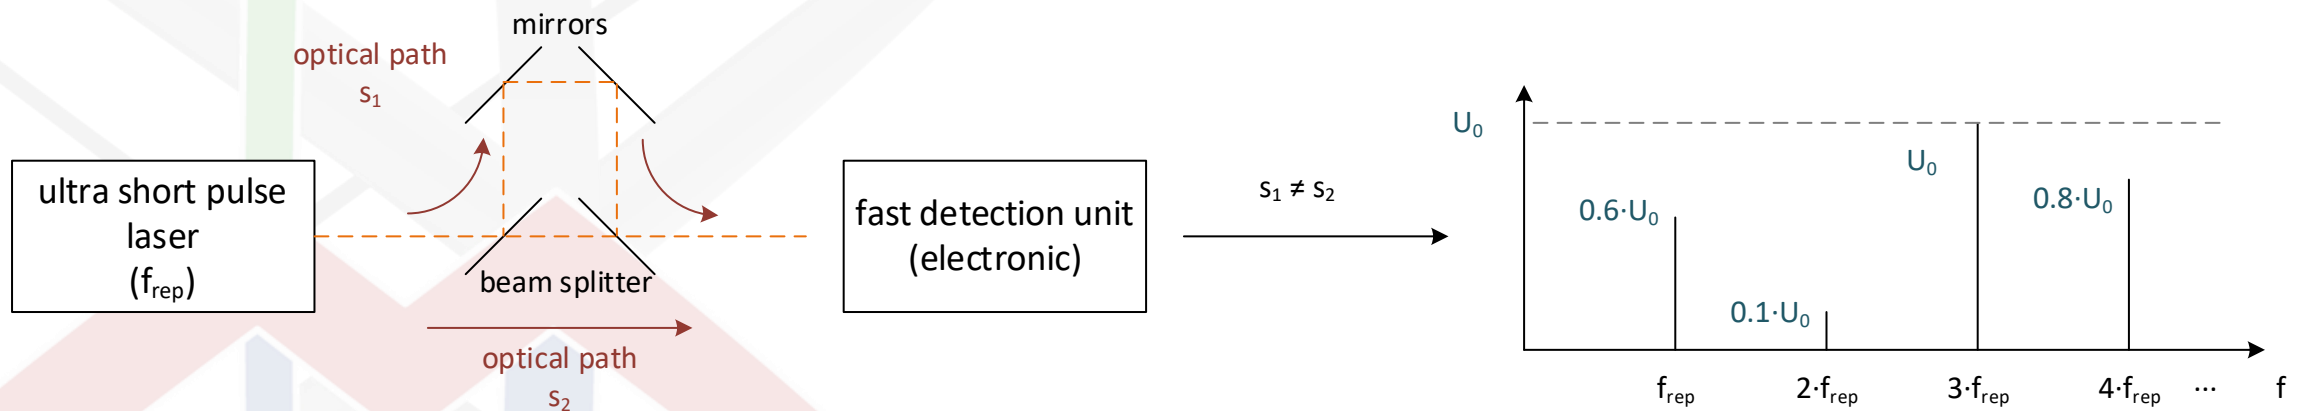 mirrors
optical path
s₁
ultra short pulse
laser
(fᵣₑₚ)
beam splitter
optical path
s₂
fast detection unit
(electronic)
s₁ ≠ s₂
U₀
0.6·U₀
0.1·U₀
U₀
0.8·U₀
fᵣₑₚ
2·fᵣₑₚ
3·fᵣₑₚ
4·fᵣₑₚ
···
f